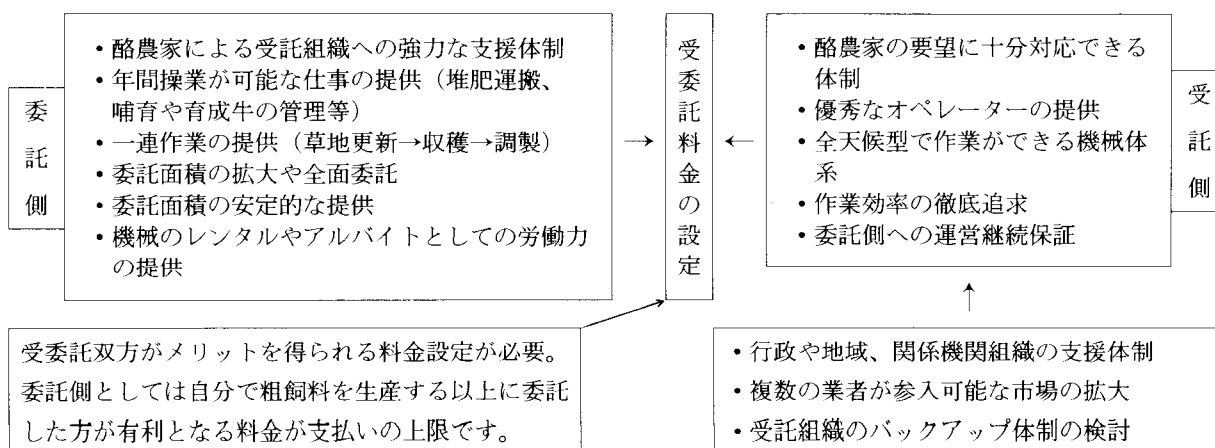 委託側
・酪農家による受託組織への強力な支援体制
・年間操業が可能な仕事の提供（堆肥運搬、
哺育や育成牛の管理等）
・一連作業の提供（草地更新→収穫→調製）
・委託面積の拡大や全面委託
・委託面積の安定的な提供
・機械のレンタルやアルバイトとしての労働力
の提供
→
受委託料金の設定
←
・酪農家の要望に十分対応できる
体制
・優秀なオペレーターの提供
・全天候型で作業ができる機械体
系
・作業効率の徹底追求
・委託側への運営継続保証
受託側
↑
受委託双方がメリットを得られる料金設定が必要。
委託側としては自分で粗飼料を生産する以上に委託
した方が有利となる料金が支払いの上限です。
・行政や地域、関係機関組織の支援体制
・複数の業者が参入可能な市場の拡大
・受託組織のバックアップ体制の検討